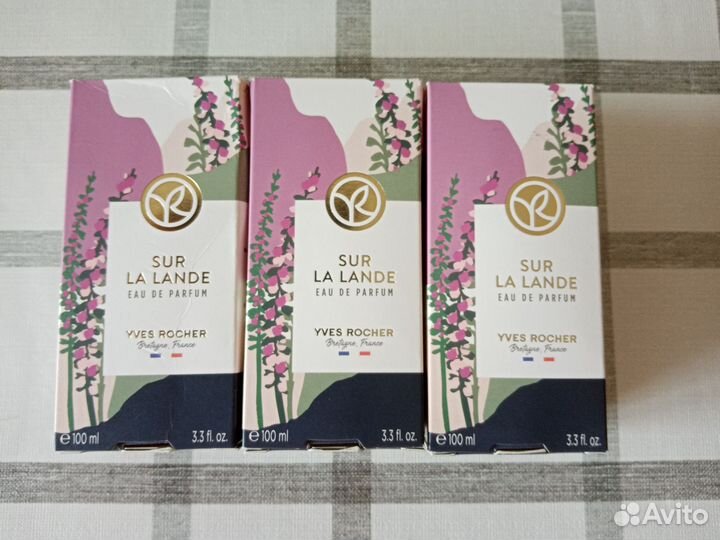 SUR
LA LANDE
EAU DE PARFUM
YVES ROCHER
Bretagne, France
e 100 ml 3.3 fl. oz.
SUR
LA LANDE
EAU DE PARFUM
YVES ROCHER
Bretagne, France
e 100 ml 3.3 fl. oz.
SUR
LA LANDE
EAU DE PARFUM
YVES ROCHER
Bretagne, France
e 100 ml 3.3 fl. oz.
Avito